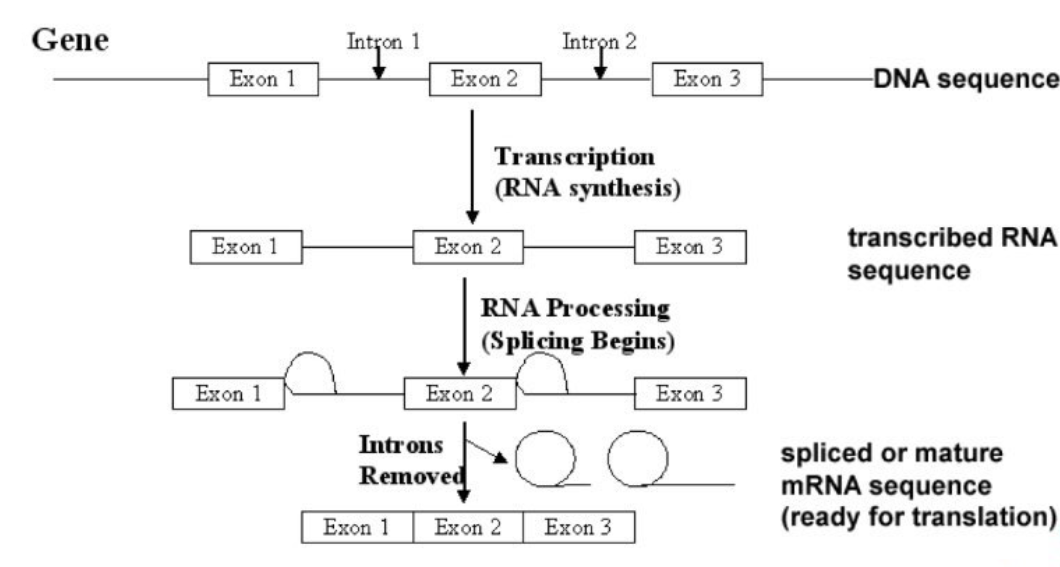 Gene
Intron 1
Intron 2
Exon 1
Exon 2
Exon 3
DNA sequence
Transcription
(RNA synthesis)
Exon 1
Exon 2
Exon 3
transcribed RNA
sequence
RNA Processing
(Splicing Begins)
Exon 1
Exon 2
Exon 3
Introns
Removed
spliced or mature
mRNA sequence
(ready for translation)
Exon 1
Exon 2
Exon 3